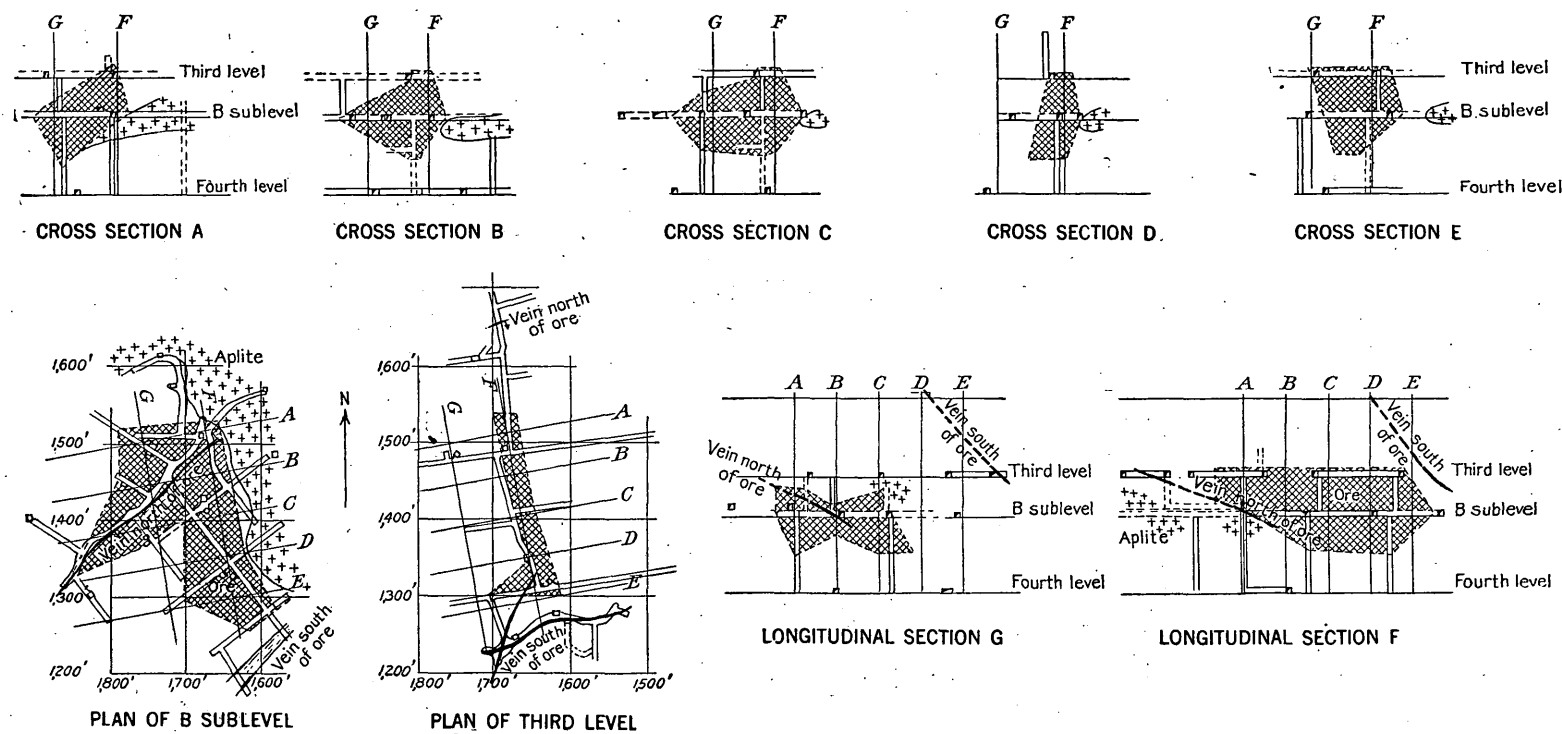 G F
Third level
B sublevel
Fourth level
CROSS SECTION A
G F
CROSS SECTION B
G F
CROSS SECTION C
G F
CROSS SECTION D
G F
Third level
B sublevel
Fourth level
CROSS SECTION E
1,600'
1,500'
1,400'
1,300'
1,200'
1,800' 1,700' 1,600'
Aplite
G
F
A
B
C
D
E
Vein north
Ore
Vein south
of ore
PLAN OF B SUBLEVEL
N
Vein north
of ore
1,600'
1,500'
1,400'
1,300'
1,200'
1,800' 1,700' 1,600' 1,500'
F
G
A
B
C
D
E
Vein south
of ore
PLAN OF THIRD LEVEL
A B C D E
Vein south
of ore
Vein north
of ore
Third level
B sublevel
Fourth level
LONGITUDINAL SECTION G
A B C D E
Vein south
of ore
Third level
Vein north of ore
Ore
B sublevel
Aplite
Fourth level
LONGITUDINAL SECTION F